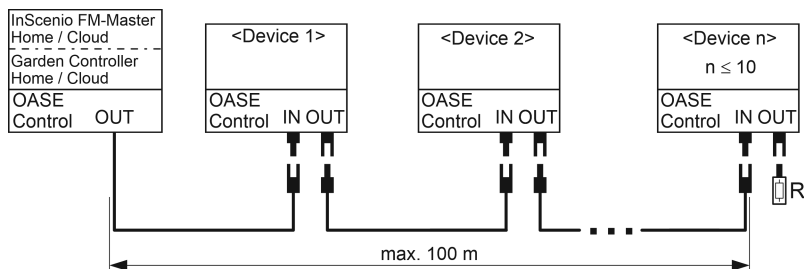 InScenio FM-Master
Home / Cloud
Garden Controller
Home / Cloud
OASE
Control OUT
<Device 1>
OASE
Control IN OUT
<Device 2>
OASE
Control IN OUT
<Device n>
n ≤ 10
OASE
Control IN OUT
R
max. 100 m